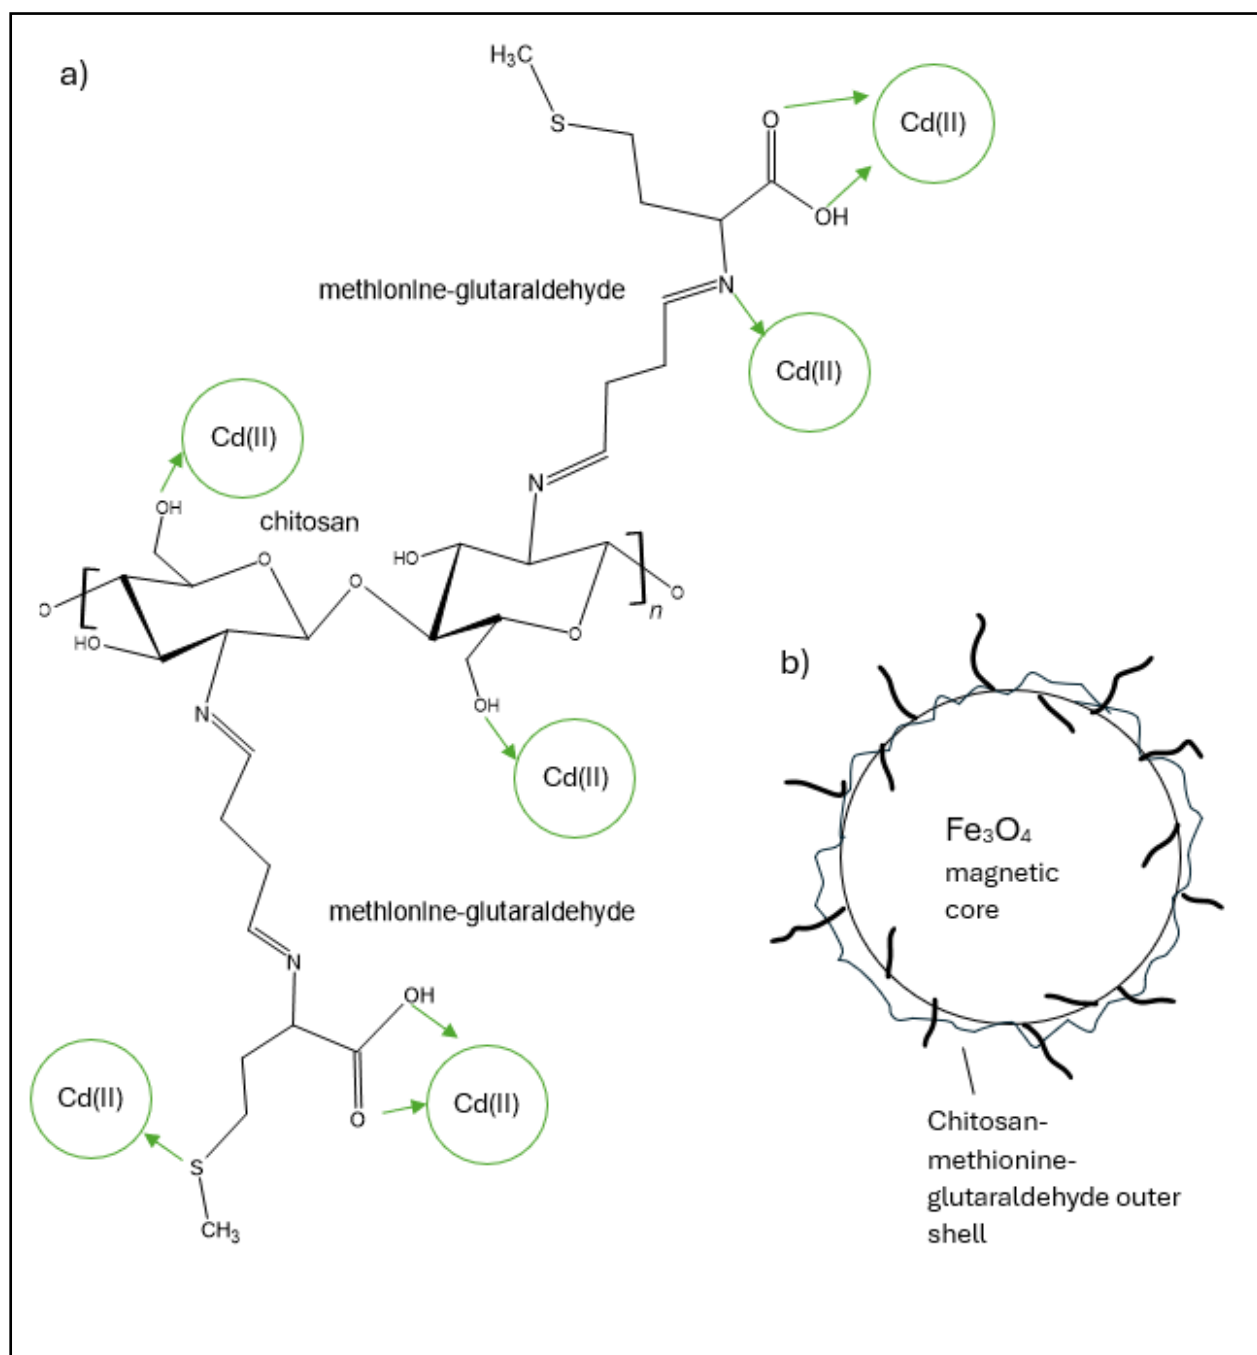 a)
H₃C
S
O
Cd(II)
OH
methionine-glutaraldehyde
N
Cd(II)
Cd(II)
N
OH
chitosan
HO
O
O
O
n
O
HO
O
b)
N
OH
Cd(II)
Fe₃O₄
magnetic
core
methionine-glutaraldehyde
N
OH
Cd(II)
Cd(II)
O
S
CH₃
Chitosan-
methionine-
glutaraldehyde outer
shell